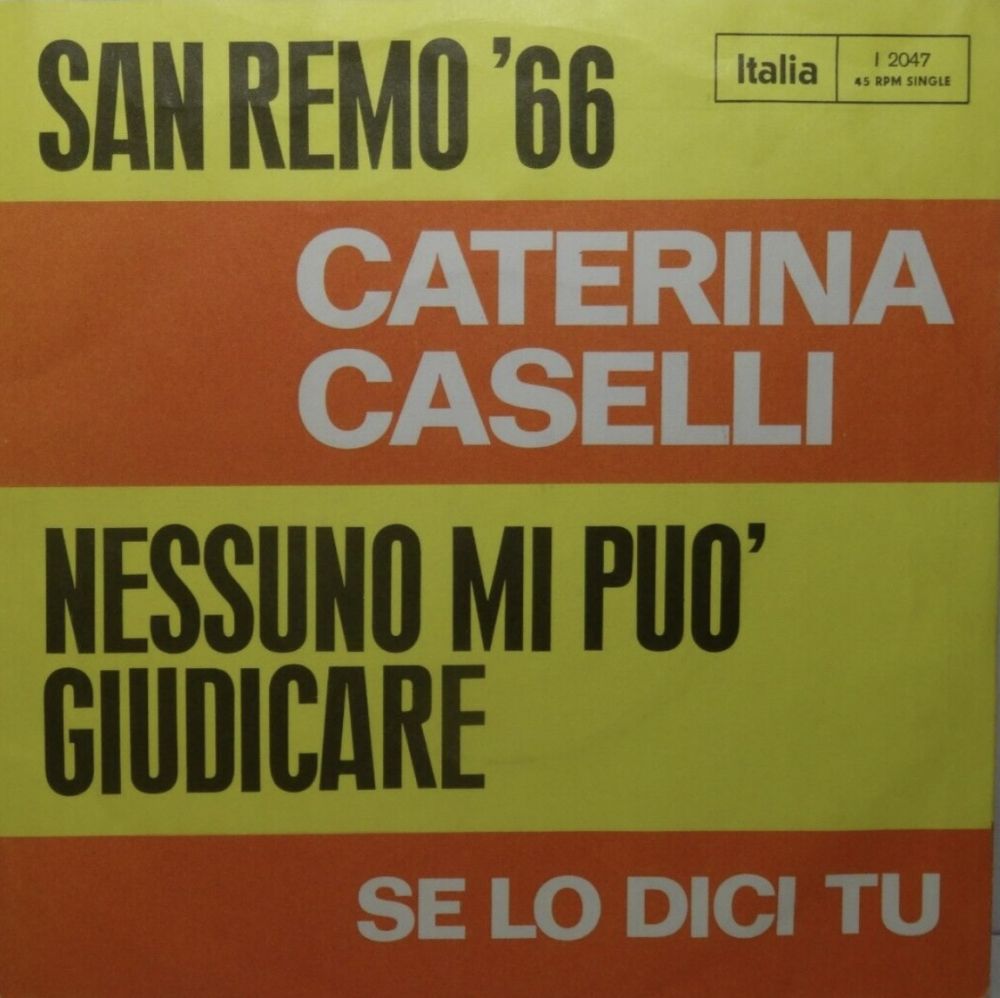 SAN REMO '66
Italia
I 2047
45 RPM SINGLE
CATERINA
CASELLI
NESSUNO MI PUO'
GIUDICARE
SE LO DICI TU